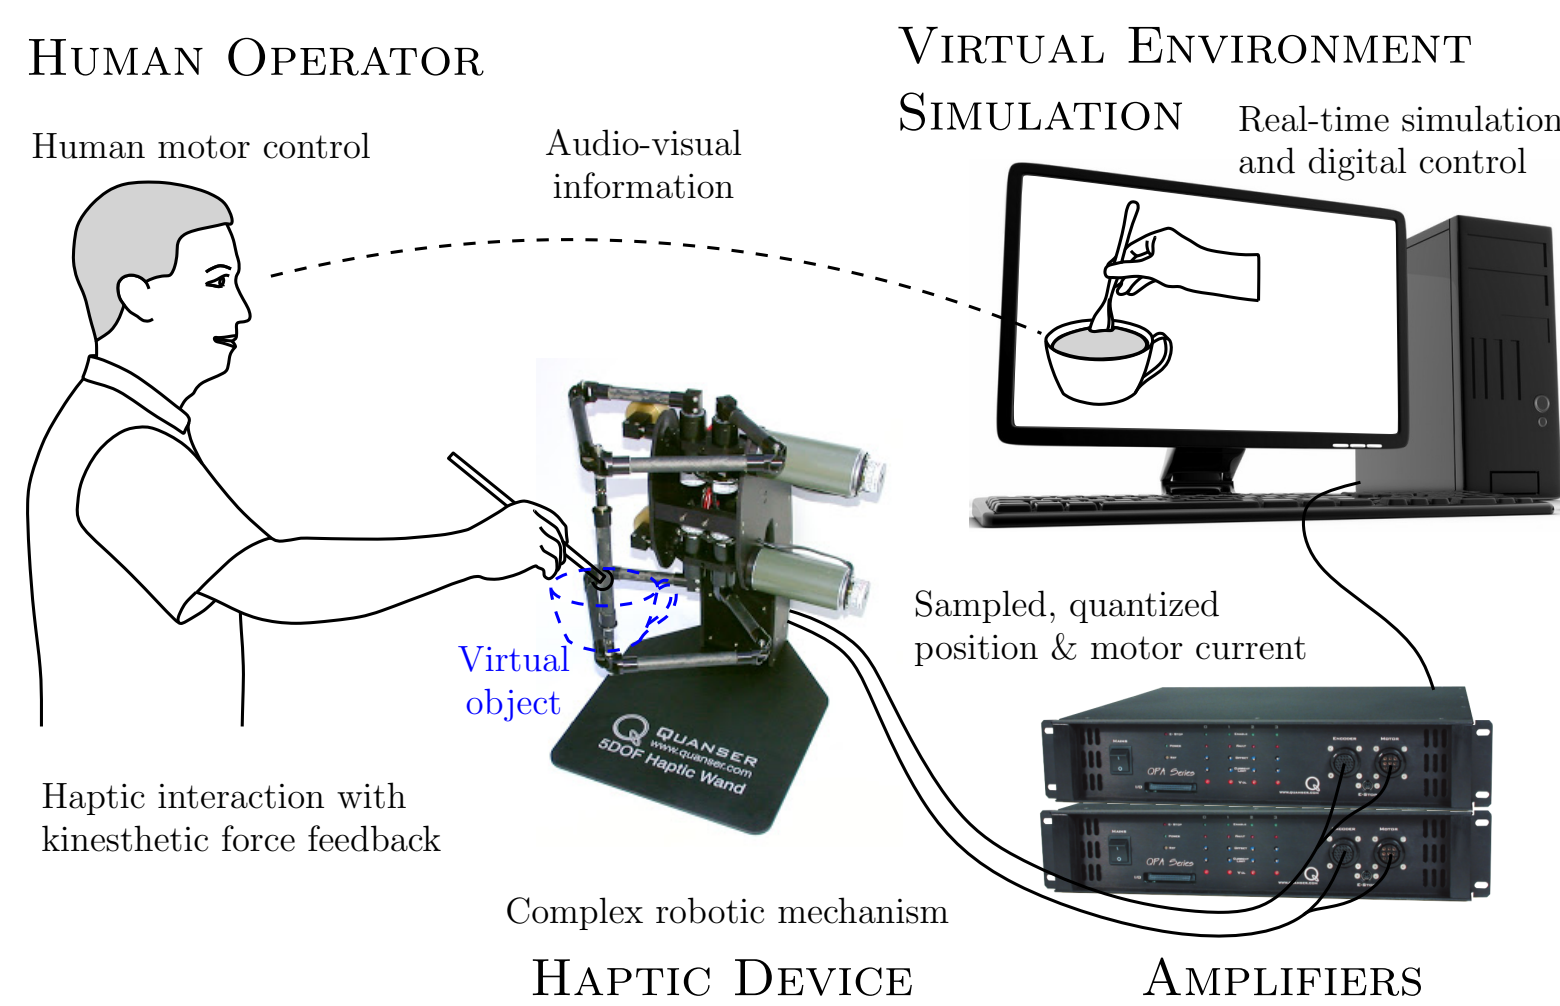 HUMAN OPERATOR
Human motor control
Audio-visual
information
VIRTUAL ENVIRONMENT
SIMULATION
Real-time simulation
and digital control
Virtual
object
QUANSER
www.quanser.com
5DOF Haptic Wand
Sampled, quantized
position & motor current
Haptic interaction with
kinesthetic force feedback
Complex robotic mechanism
HAPTIC DEVICE
AMPLIFIERS